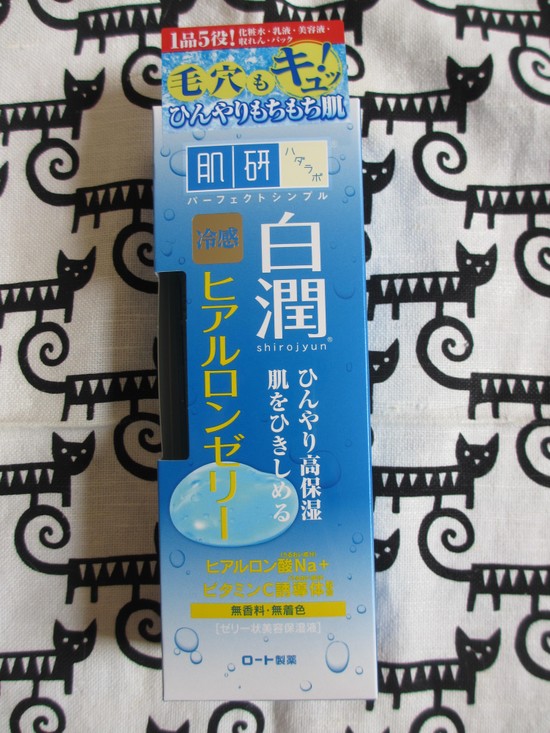 1品5役!化粧水・乳液・美容液・
収れん・パック
毛穴もキュッ!
ひんやりもちもち肌
肌研
ハダラボ
パーフェクトシンプル
冷感
白潤®
shirojyun
ヒアルロンゼリー
ひんやり高保湿
肌をひきしめる
ヒアルロン酸Na+
ビタミンC誘導体
無香料・無着色
[ゼリー状美容保湿液]
ロート製薬